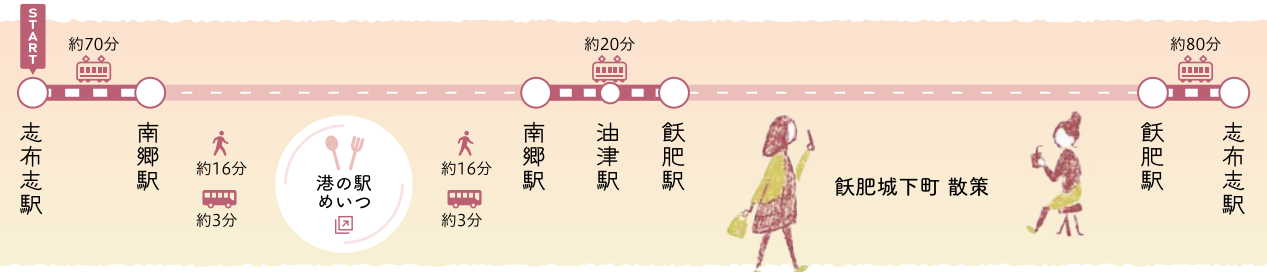 START
約70分
志布志駅
南郷駅
約16分
約3分
港の駅
めいつ
約16分
約3分
約20分
南郷駅
油津駅
飫肥駅
飫肥城下町 散策
約80分
飫肥駅
志布志駅